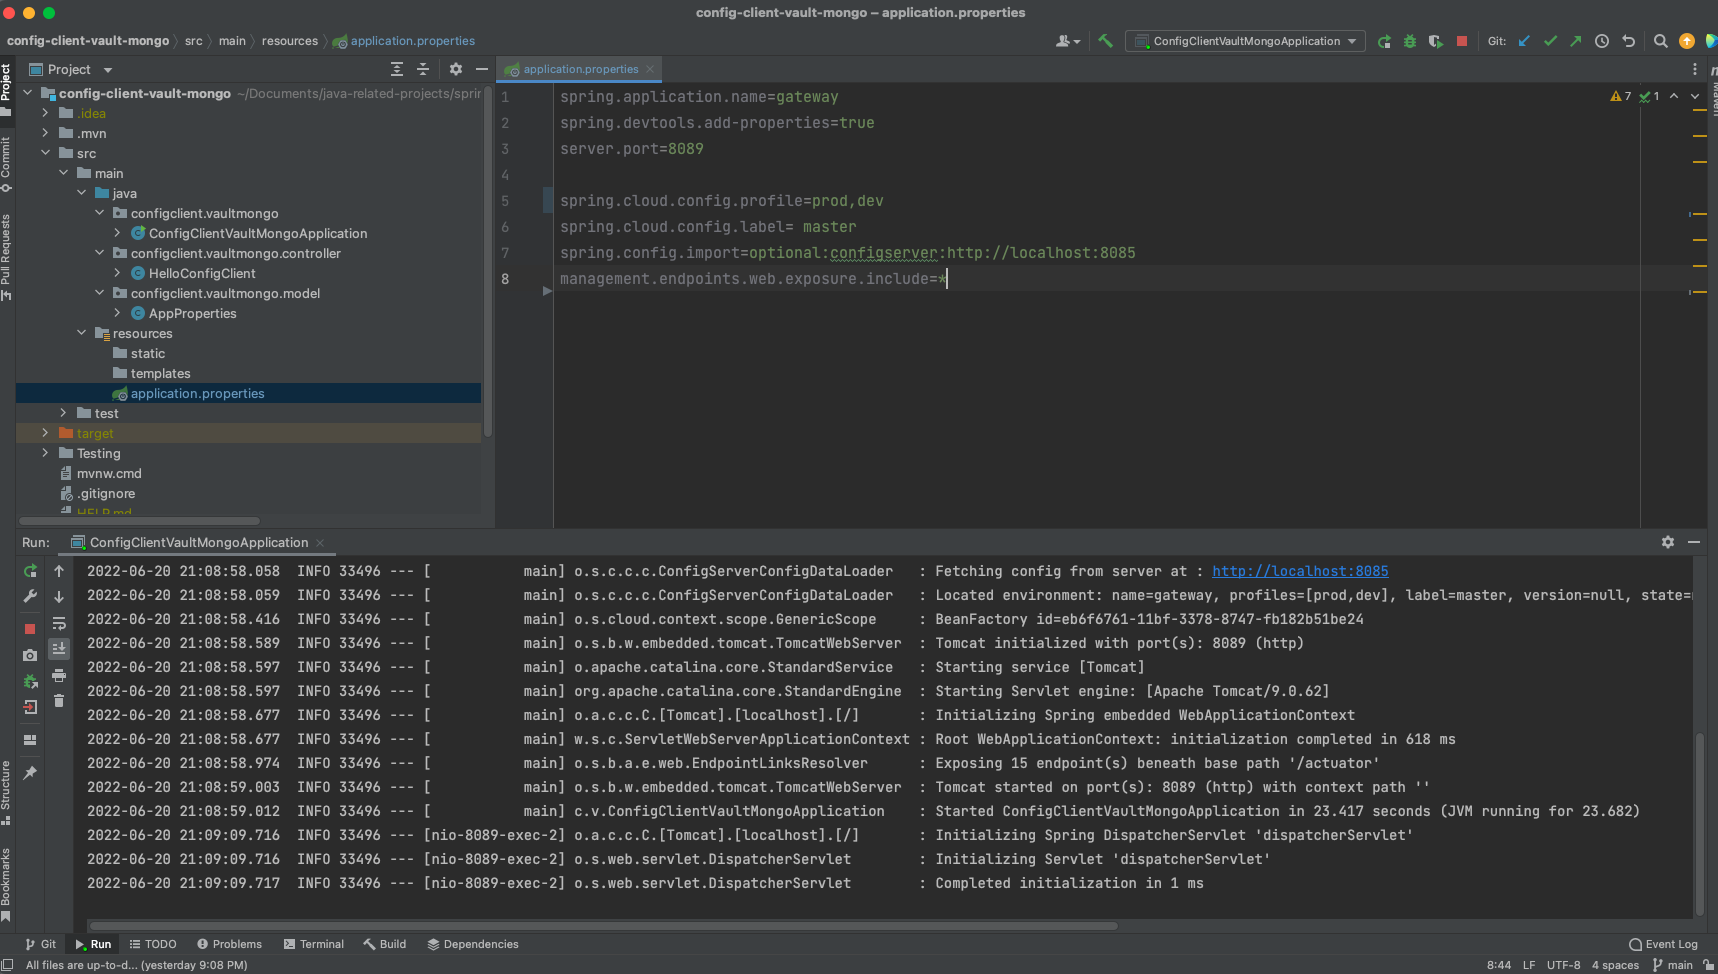 config-client-vault-mongo – application.properties
config-client-vault-mongo src main resources application.properties
ConfigClientVaultMongoApplication Git:
Project
application.properties
Project
Commit
Pull Requests
Structure
Bookmarks
config-client-vault-mongo ~/Documents/java-related-projects/sprir
.idea
.mvn
src
main
java
configclient.vaultmongo
ConfigClientVaultMongoApplication
configclient.vaultmongo.controller
HelloConfigClient
configclient.vaultmongo.model
AppProperties
resources
static
templates
application.properties
test
target
Testing
mvnw.cmd
.gitignore
HELP.md
7 1
1 spring.application.name=gateway
2 spring.devtools.add-properties=true
3 server.port=8089
4
5 spring.cloud.config.profile=prod,dev
6 spring.cloud.config.label= master
7 spring.config.import=optional:configserver:http://localhost:8085
8 management.endpoints.web.exposure.include=*
Run: ConfigClientVaultMongoApplication
2022-06-20 21:08:58.058  INFO 33496 --- [           main] o.s.c.c.c.ConfigServerConfigDataLoader   : Fetching config from server at : http://localhost:8085
2022-06-20 21:08:58.059  INFO 33496 --- [           main] o.s.c.c.c.ConfigServerConfigDataLoader   : Located environment: name=gateway, profiles=[prod,dev], label=master, version=null, state=
2022-06-20 21:08:58.416  INFO 33496 --- [           main] o.s.cloud.context.scope.GenericScope     : BeanFactory id=eb6f6761-11bf-3378-8747-fb182b51be24
2022-06-20 21:08:58.589  INFO 33496 --- [           main] o.s.b.w.embedded.tomcat.TomcatWebServer  : Tomcat initialized with port(s): 8089 (http)
2022-06-20 21:08:58.597  INFO 33496 --- [           main] o.apache.catalina.core.StandardService   : Starting service [Tomcat]
2022-06-20 21:08:58.597  INFO 33496 --- [           main] org.apache.catalina.core.StandardEngine  : Starting Servlet engine: [Apache Tomcat/9.0.62]
2022-06-20 21:08:58.677  INFO 33496 --- [           main] o.a.c.c.C.[Tomcat].[localhost].[/]       : Initializing Spring embedded WebApplicationContext
2022-06-20 21:08:58.677  INFO 33496 --- [           main] w.s.c.ServletWebServerApplicationContext : Root WebApplicationContext: initialization completed in 618 ms
2022-06-20 21:08:58.974  INFO 33496 --- [           main] o.s.b.a.e.web.EndpointLinksResolver      : Exposing 15 endpoint(s) beneath base path '/actuator'
2022-06-20 21:08:59.003  INFO 33496 --- [           main] o.s.b.w.embedded.tomcat.TomcatWebServer  : Tomcat started on port(s): 8089 (http) with context path ''
2022-06-20 21:08:59.012  INFO 33496 --- [           main] c.v.ConfigClientVaultMongoApplication    : Started ConfigClientVaultMongoApplication in 23.417 seconds (JVM running for 23.682)
2022-06-20 21:09:09.716  INFO 33496 --- [nio-8089-exec-2] o.a.c.c.C.[Tomcat].[localhost].[/]       : Initializing Spring DispatcherServlet 'dispatcherServlet'
2022-06-20 21:09:09.716  INFO 33496 --- [nio-8089-exec-2] o.s.web.servlet.DispatcherServlet        : Initializing Servlet 'dispatcherServlet'
2022-06-20 21:09:09.717  INFO 33496 --- [nio-8089-exec-2] o.s.web.servlet.DispatcherServlet        : Completed initialization in 1 ms
Git Run TODO Problems Terminal Build Dependencies Event Log
All files are up-to-d... (yesterday 9:08 PM) 8:44 LF UTF-8 4 spaces main